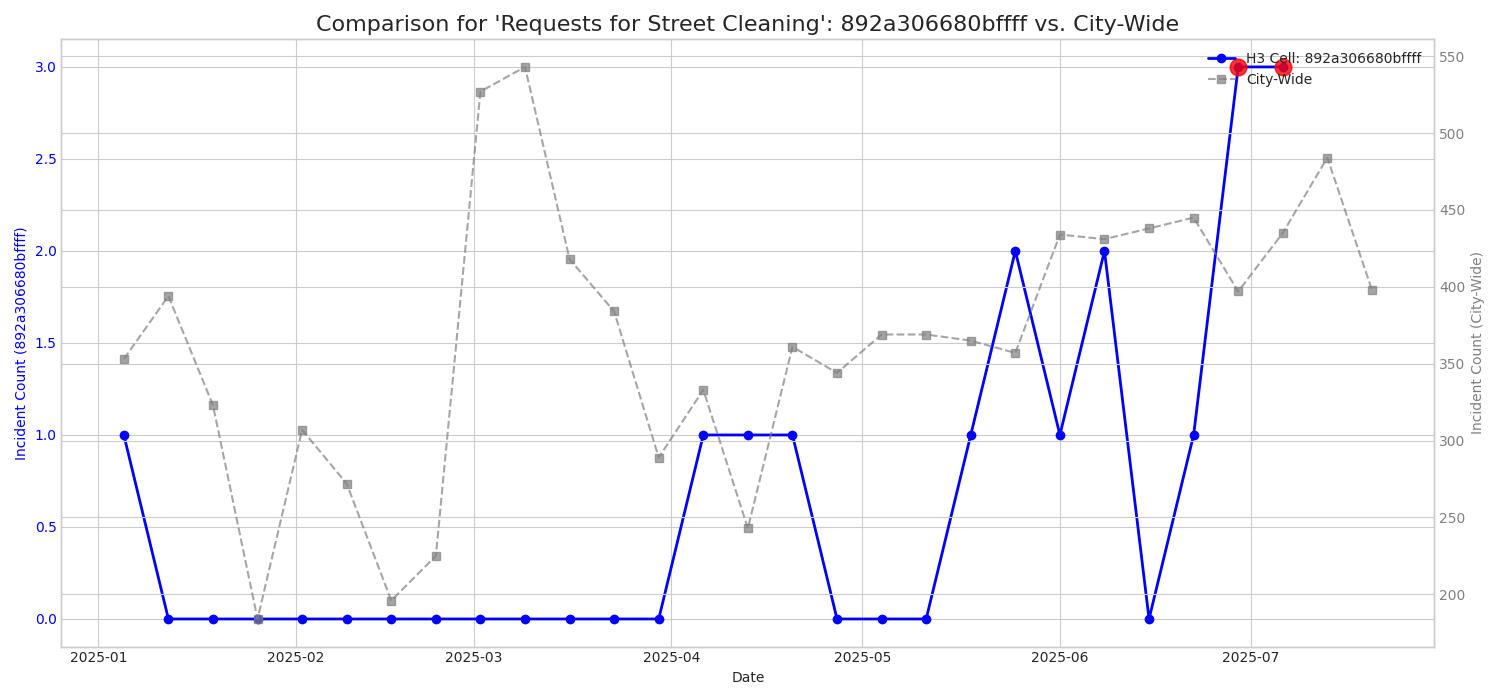 Comparison for 'Requests for Street Cleaning': 892a306680bffff vs. City-Wide
H3 Cell: 892a306680bffff
City-Wide
Incident Count (892a306680bffff)
3.0
2.5
2.0
1.5
1.0
0.5
0.0
550
500
450
400
350
300
250
200
Incident Count (City-Wide)
2025-01 2025-02 2025-03 2025-04 2025-05 2025-06 2025-07
Date